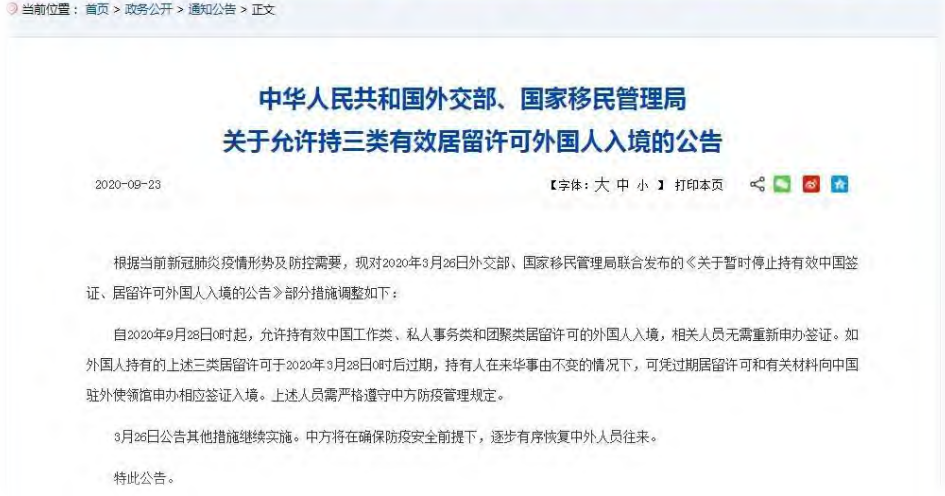 当前位置：首页 > 政务公开 > 通知公告 > 正文
中华人民共和国外交部、国家移民管理局
关于允许持三类有效居留许可外国人入境的公告
2020-09-23 【字体：大 中 小 】 打印本页
根据当前新冠肺炎疫情形势及防控需要，现对2020年3月26日外交部、国家移民管理局联合发布的《关于暂时停止持有效中国签
证、居留许可外国人入境的公告》部分措施调整如下：
自2020年9月28日0时起，允许持有效中国工作类、私人事务类和团聚类居留许可的外国人入境，相关人员无需重新申办签证。如
外国人持有的上述三类居留许可于2020年3月28日0时后过期，持有人在来华事由不变的情况下，可凭过期居留许可和有关材料向中国
驻外使领馆申办相应签证入境。上述人员需严格遵守中方防疫管理规定。
3月26日公告其他措施继续实施。中方将在确保防疫安全前提下，逐步有序恢复中外人员往来。
特此公告。